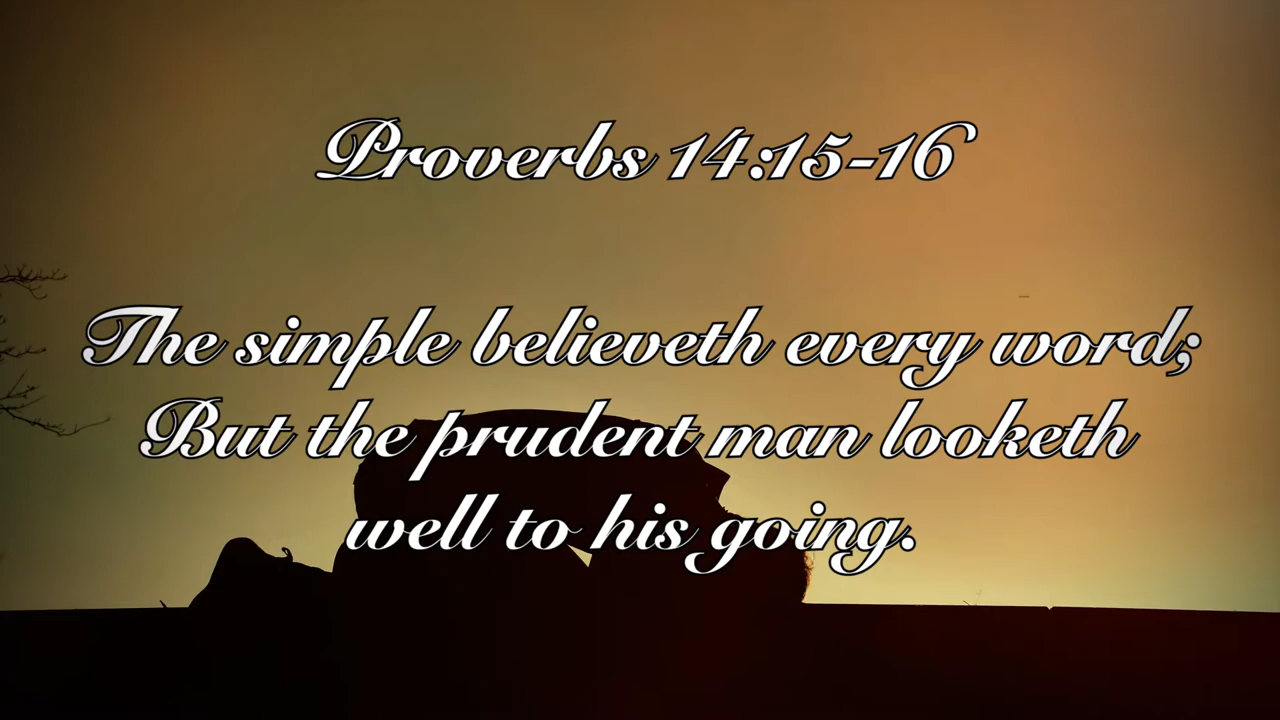 Proverbs 14:15-16
The simple believeth every word;
But the prudent man looketh
well to his going.